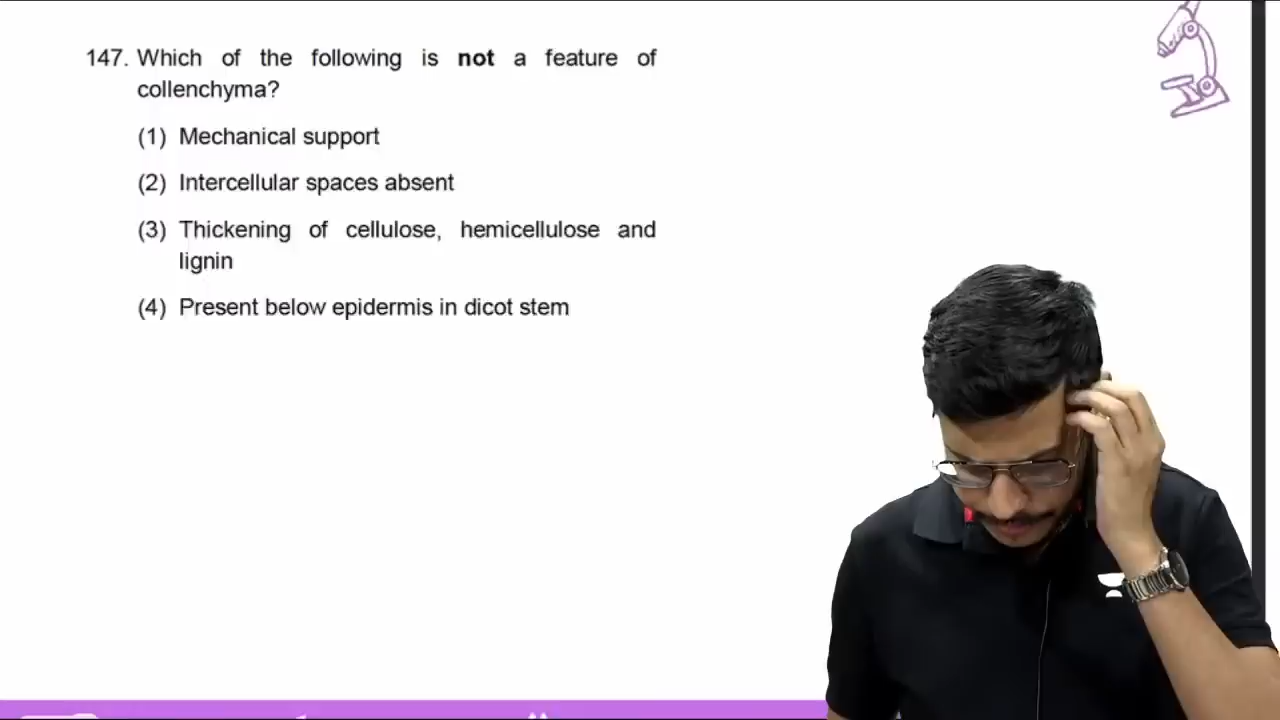 147. Which of the following is not a feature of
collenchyma?
(1) Mechanical support
(2) Intercellular spaces absent
(3) Thickening of cellulose, hemicellulose and
lignin
(4) Present below epidermis in dicot stem